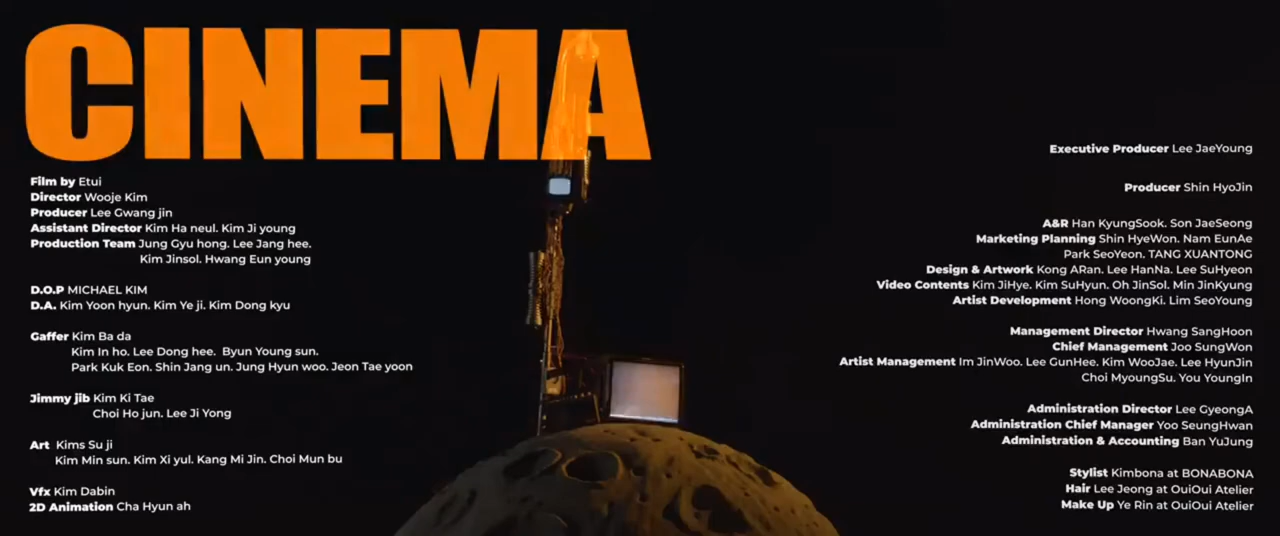 CINEMA
Film by Etui
Director Wooje Kim
Producer Lee Gwang jin
Assistant Director Kim Ha neul. Kim Ji young
Production Team Jung Gyu hong. Lee Jang hee.
Kim Jinsol. Hwang Eun young
D.O.P MICHAEL KIM
D.A. Kim Yoon hyun. Kim Ye ji. Kim Dong kyu
Gaffer Kim Ba da
Kim In ho. Lee Dong hee. Byun Young sun.
Park Kuk Eon. Shin Jang un. Jung Hyun woo. Jeon Tae yoon
Jimmy jib Kim Ki Tae
Choi Ho jun. Lee Ji Yong
Art Kims Su ji
Kim Min sun. Kim Xi yul. Kang Mi Jin. Choi Mun bu
Vfx Kim Dabin
2D Animation Cha Hyun ah
Executive Producer Lee JaeYoung
Producer Shin HyoJin
A&R Han KyungSook. Son JaeSeong
Marketing Planning Shin HyeWon. Nam EunAe
Park SeoYeon. TANG XUANTONG
Design & Artwork Kong ARan. Lee HanNa. Lee SuHyeon
Video Contents Kim JiHye. Kim SuHyun. Oh JinSol. Min JinKyung
Artist Development Hong WoongKi. Lim SeoYoung
Management Director Hwang SangHoon
Chief Management Joo SungWon
Artist Management Im JinWoo. Lee GunHee. Kim WooJae. Lee HyunJin
Choi MyoungSu. You YoungIn
Administration Director Lee GyeongA
Administration Chief Manager Yoo SeungHwan
Administration & Accounting Ban YuJung
Stylist Kimbona at BONABONA
Hair Lee Jeong at OuiOui Atelier
Make Up Ye Rin at OuiOui Atelier